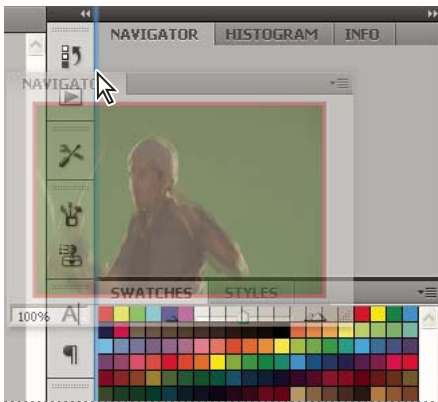 NAVIGATOR HISTOGRAM INFO
NAVIGATOR
SWATCHES STYLES
100%